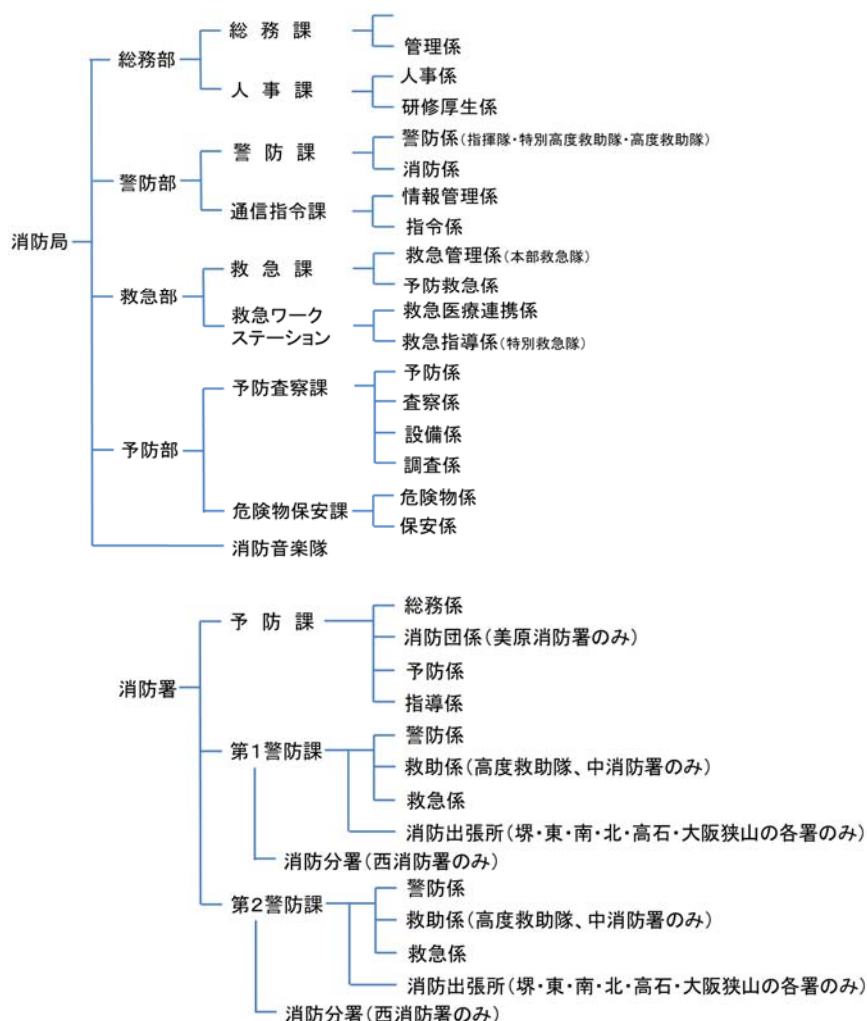 総務課
管理係
総務部
人事係
人事課
研修厚生係
警防係(指揮隊・特別高度救助隊・高度救助隊)
警防課
消防係
警防部
情報管理係
通信指令課
指令係
消防局
救急管理係(本部救急隊)
救急課
予防救急係
救急部
救急医療連携係
救急ワーク
ステーション
救急指導係(特別救急隊)
予防係
予防査察課
査察係
設備係
予防部
調査係
危険物係
危険物保安課
保安係
消防音楽隊
総務係
予防課
消防団係(美原消防署のみ)
予防係
消防署
指導係
警防係
第1警防課
救助係(高度救助隊、中消防署のみ)
救急係
消防出張所(堺・東・南・北・高石・大阪狭山の各署のみ)
消防分署(西消防署のみ)
警防係
第2警防課
救助係(高度救助隊、中消防署のみ)
救急係
消防出張所(堺・東・南・北・高石・大阪狭山の各署のみ)
消防分署(西消防署のみ)